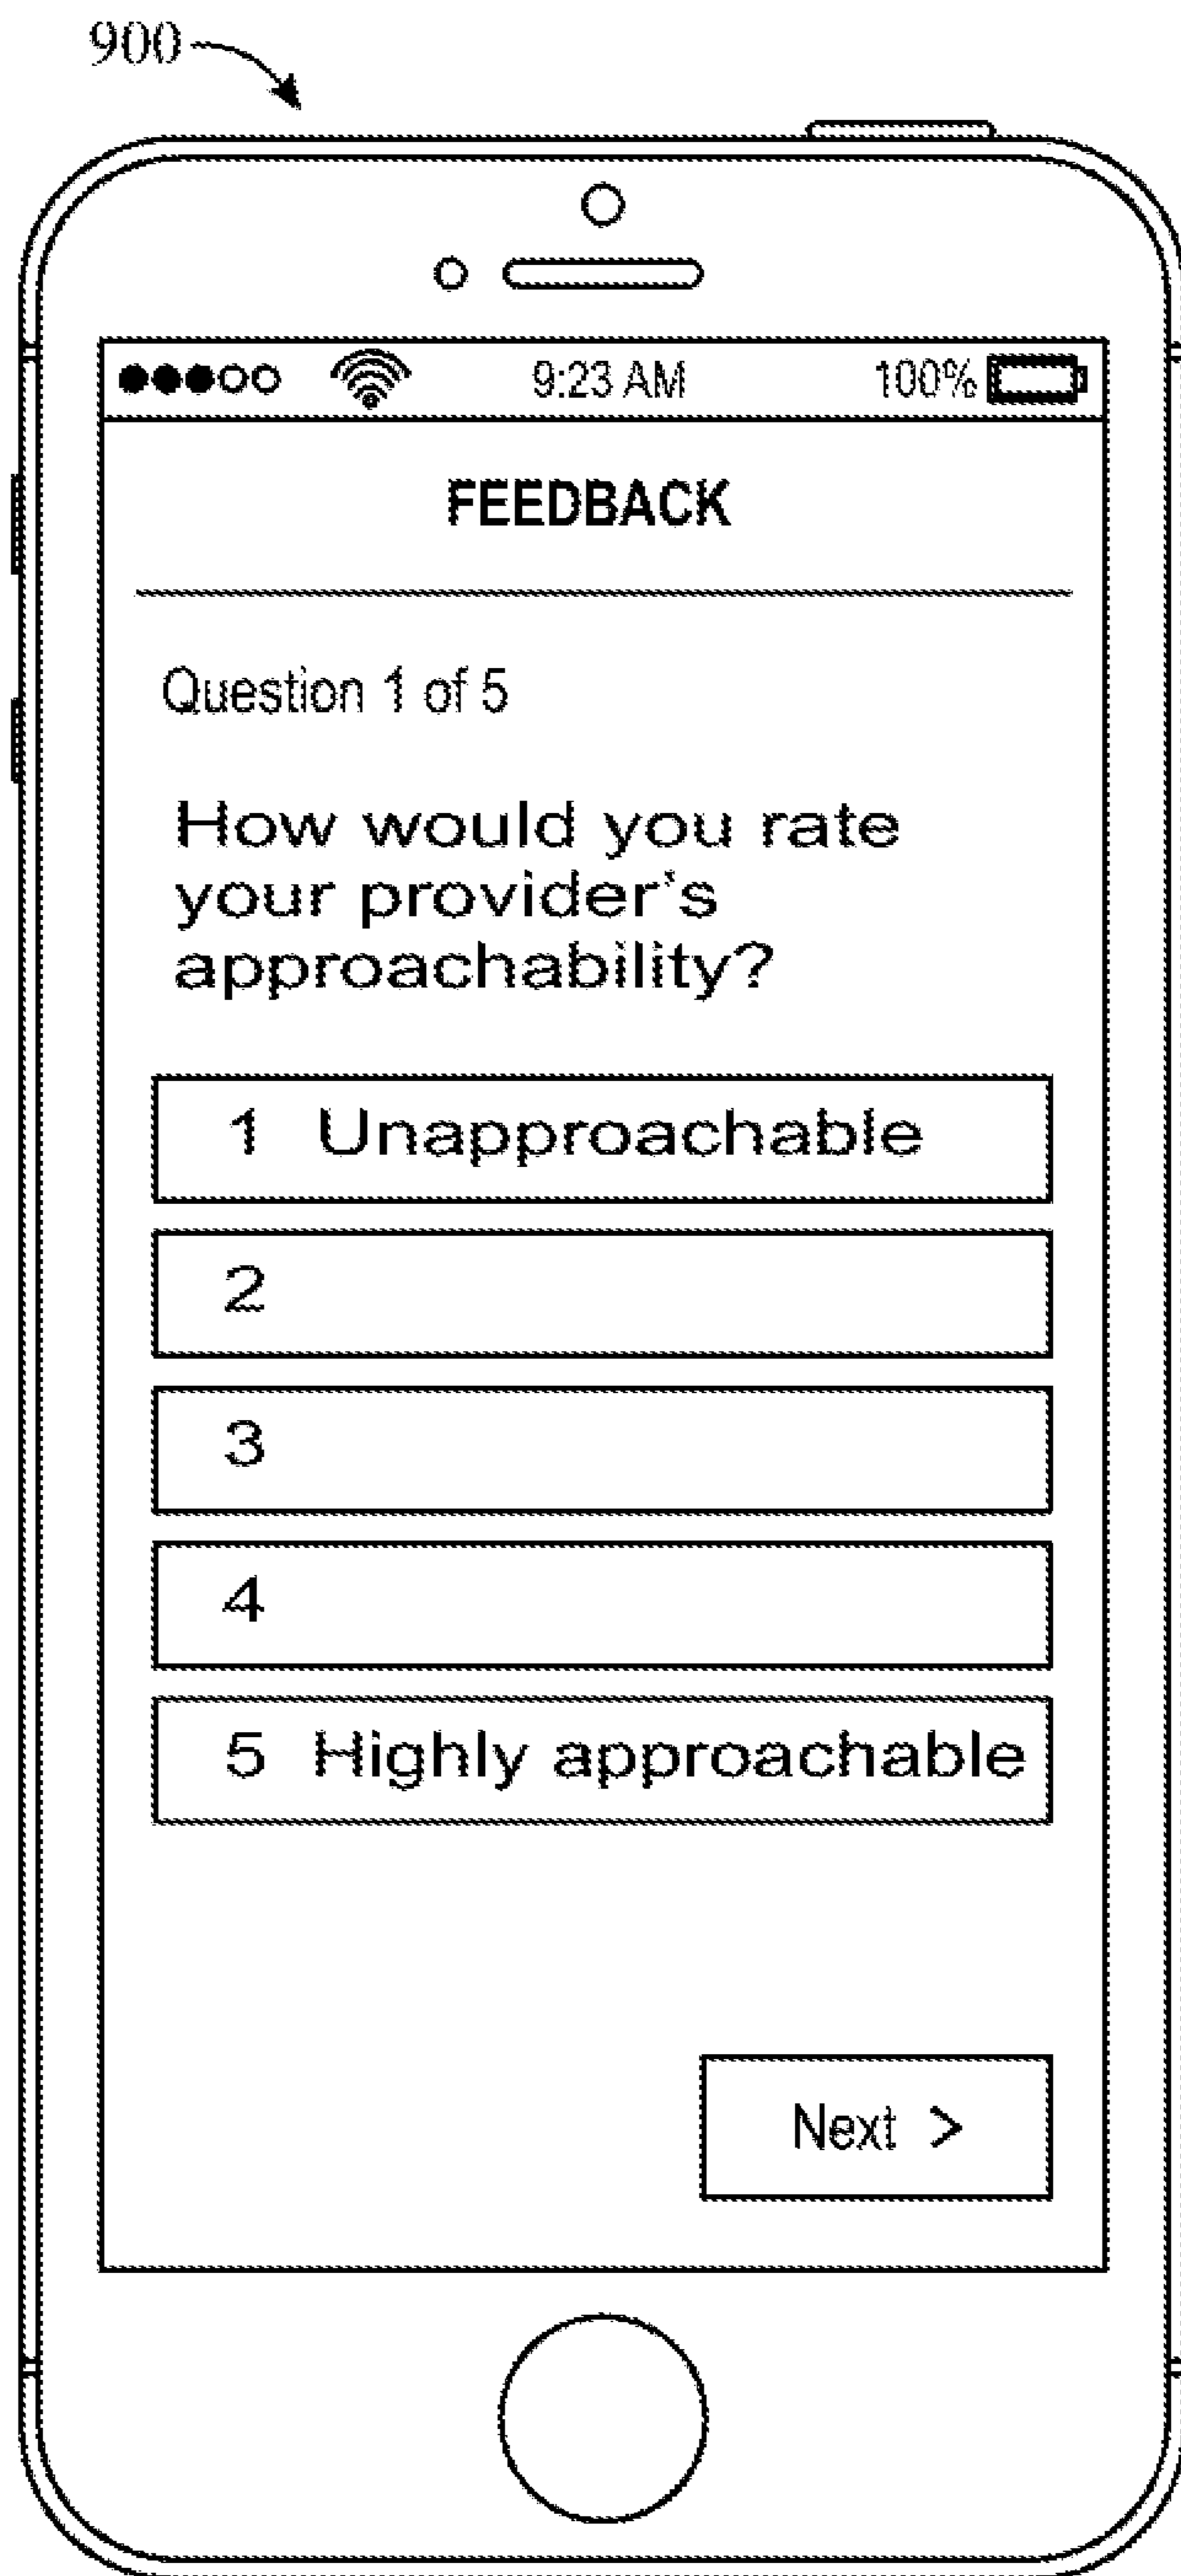 900
9:23 AM 100%
FEEDBACK
Question 1 of 5
How would you rate
your provider's
approachability?
1 Unapproachable
2
3
4
5 Highly approachable
Next >